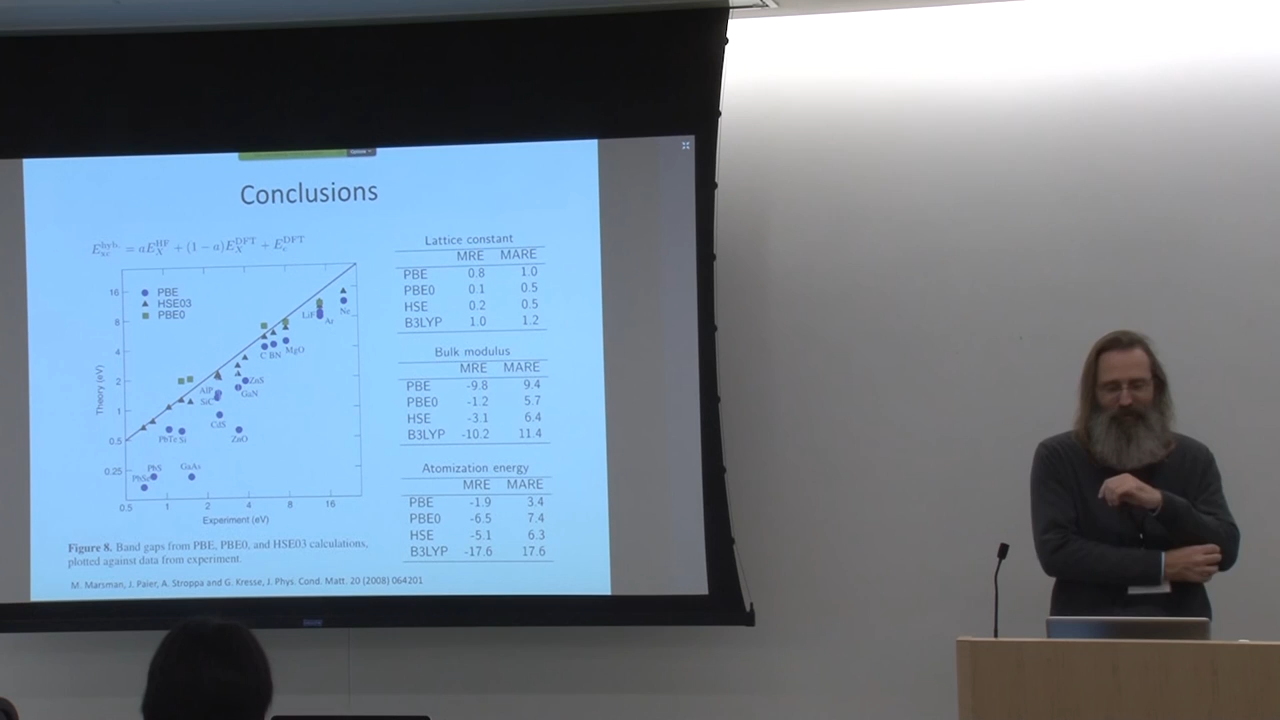 Conclusions
E_xc^hyb. = aE_X^HF + (1 − a)E_X^DFT + E_c^DFT
PBE
HSE03
PBE0
16
8
4
2
1
0.5
0.25
Theory (eV)
LiF
Ar
Ne
C BN MgO
AlP
ZnS
SiC
GaN
CdS
PbTe Si
ZnO
PbS
GaAs
PbSe
0.5 1 2 4 8 16
Experiment (eV)
Figure 8. Band gaps from PBE, PBE0, and HSE03 calculations,
plotted against data from experiment.
Lattice constant
MRE MARE
PBE 0.8 1.0
PBE0 0.1 0.5
HSE 0.2 0.5
B3LYP 1.0 1.2
Bulk modulus
MRE MARE
PBE -9.8 9.4
PBE0 -1.2 5.7
HSE -3.1 6.4
B3LYP -10.2 11.4
Atomization energy
MRE MARE
PBE -1.9 3.4
PBE0 -6.5 7.4
HSE -5.1 6.3
B3LYP -17.6 17.6
M. Marsman, J. Paier, A. Stroppa and G. Kresse, J. Phys. Cond. Matt. 20 (2008) 064201